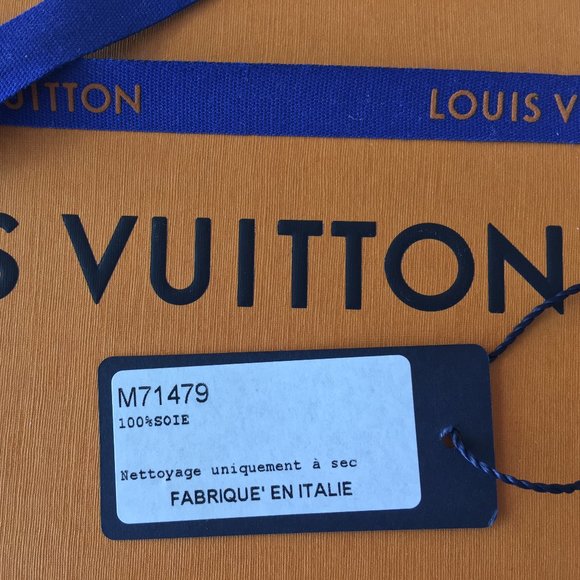 UITTON LOUIS V
S VUITTON
M71479
100%SOIE
Nettoyage uniquement à sec
FABRIQUE' EN ITALIE